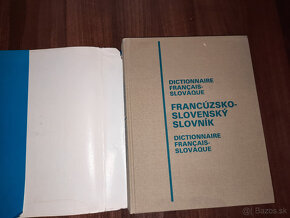 DICTIONNAIRE
FRANÇAIS-
SLOVAQUE
FRANCÚZSKO-
SLOVENSKÝ
SLOVNÍK
DICTIONNAIRE
FRANÇAIS-
SLOVAQUE
Bazos.sk